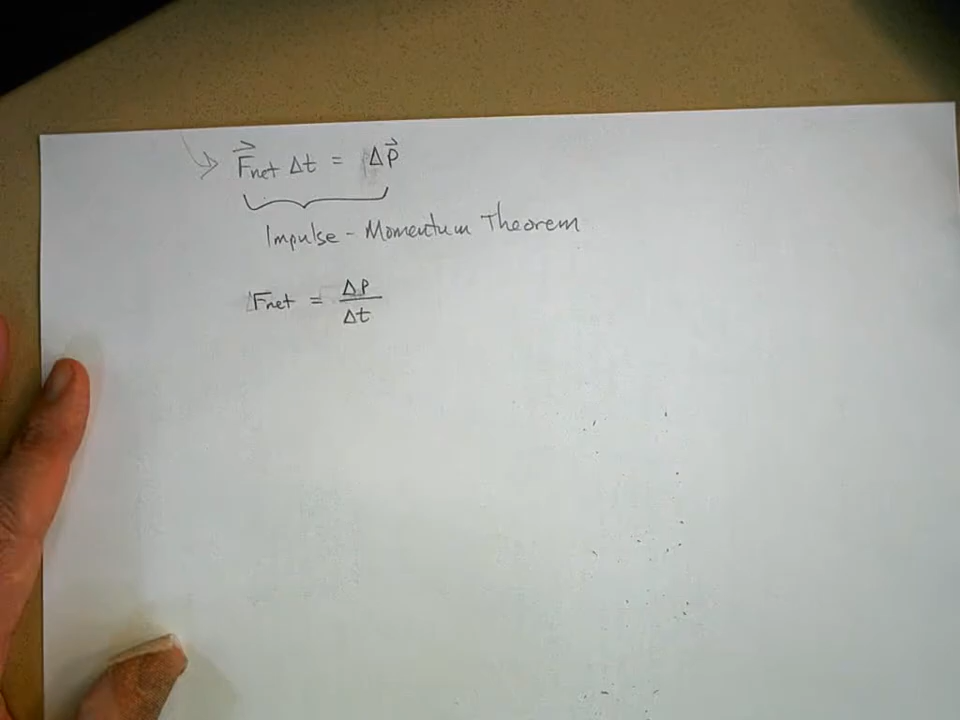 F⃗net Δt = Δp⃗
Impulse - Momentum Theorem
Fnet = Δp/Δt